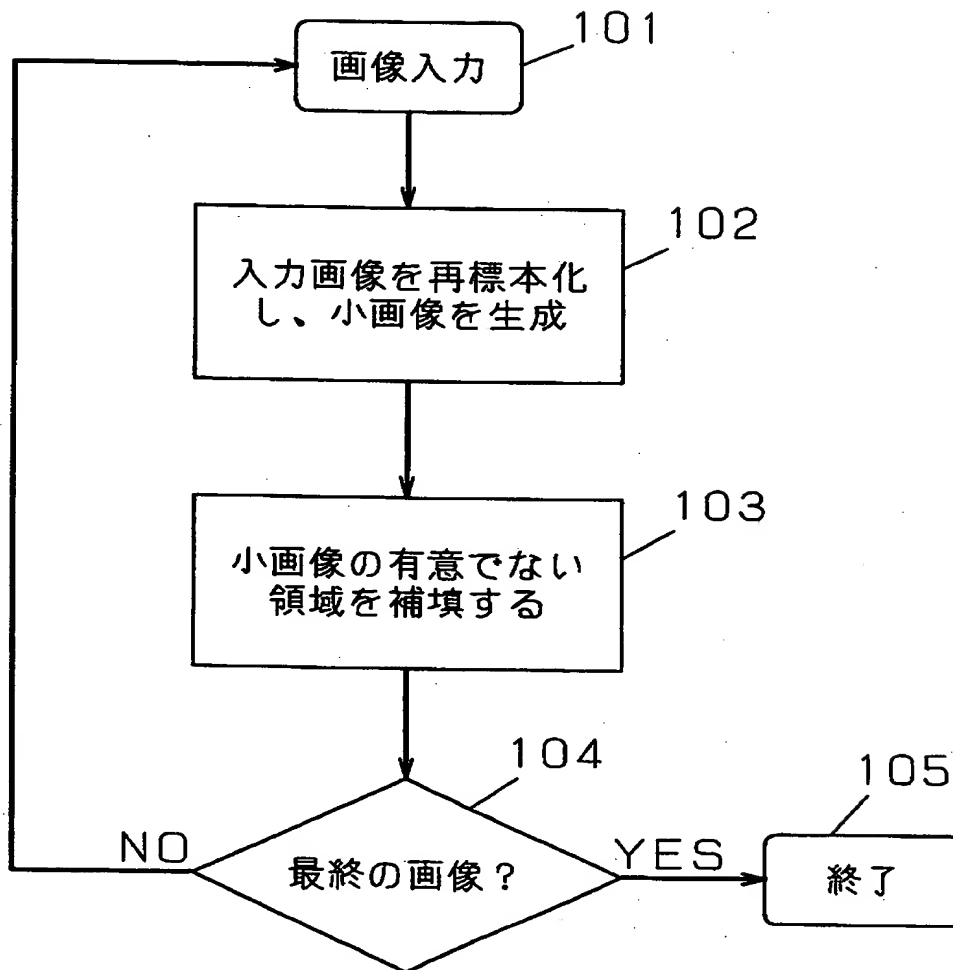 101
画像入力
102
入力画像を再標本化
し、小画像を生成
103
小画像の有意でない
領域を補填する
104
最終の画像?
NO
YES
105
終了